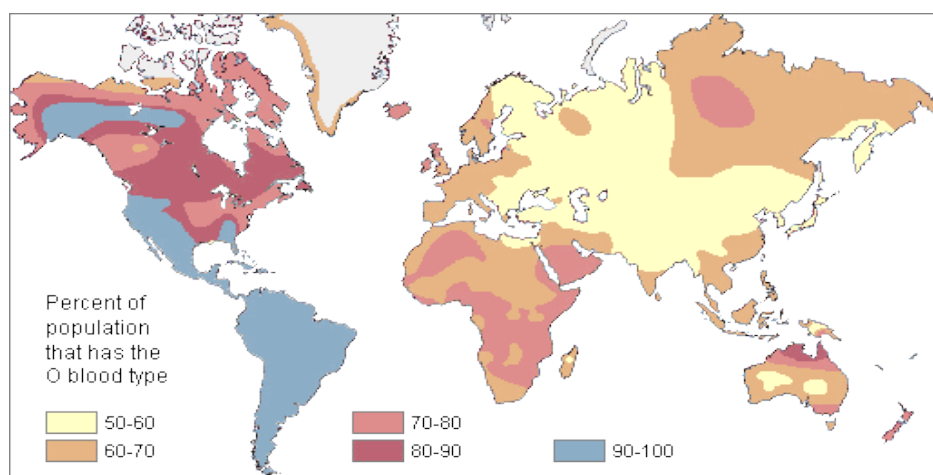 Percent of
population
that has the
O blood type
50-60
60-70
70-80
80-90
90-100